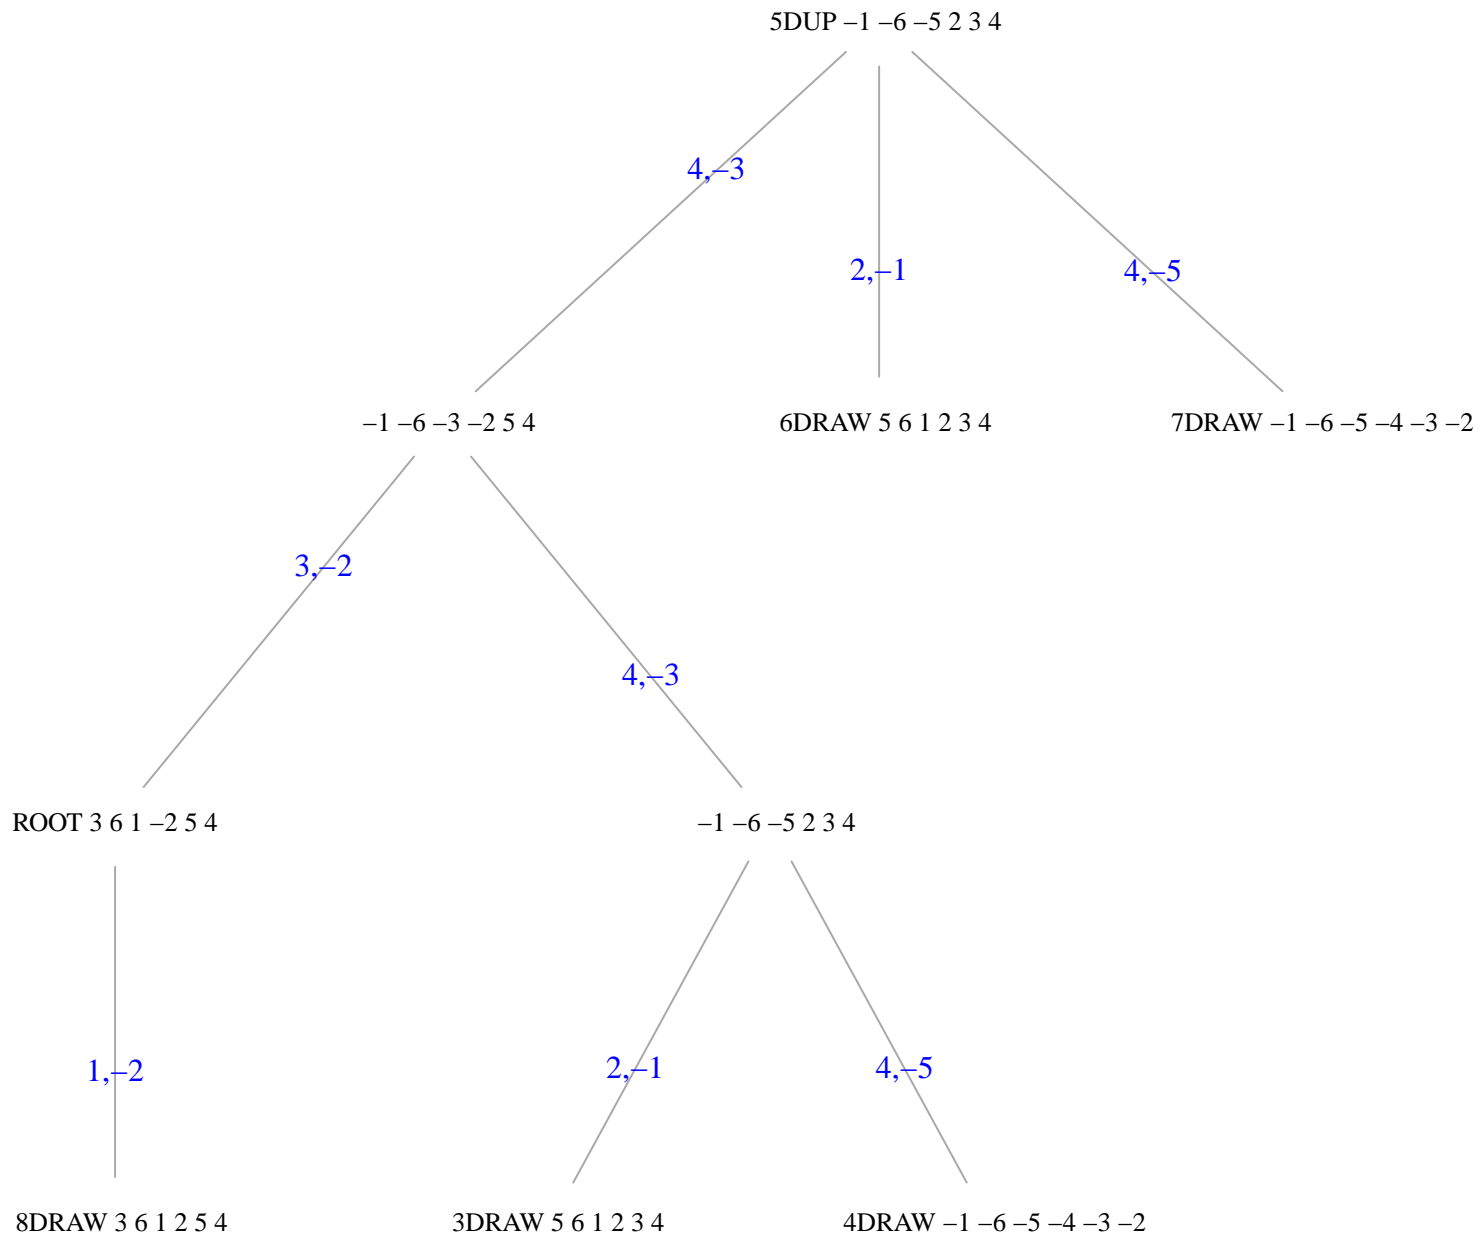 5DUP –1 –6 –5 2 3 4
4,–3
2,–1
4,–5
–1 –6 –3 –2 5 4
6DRAW 5 6 1 2 3 4
7DRAW –1 –6 –5 –4 –3 –2
3,–2
4,–3
ROOT 3 6 1 –2 5 4
–1 –6 –5 2 3 4
1,–2
2,–1
4,–5
8DRAW 3 6 1 2 5 4
3DRAW 5 6 1 2 3 4
4DRAW –1 –6 –5 –4 –3 –2